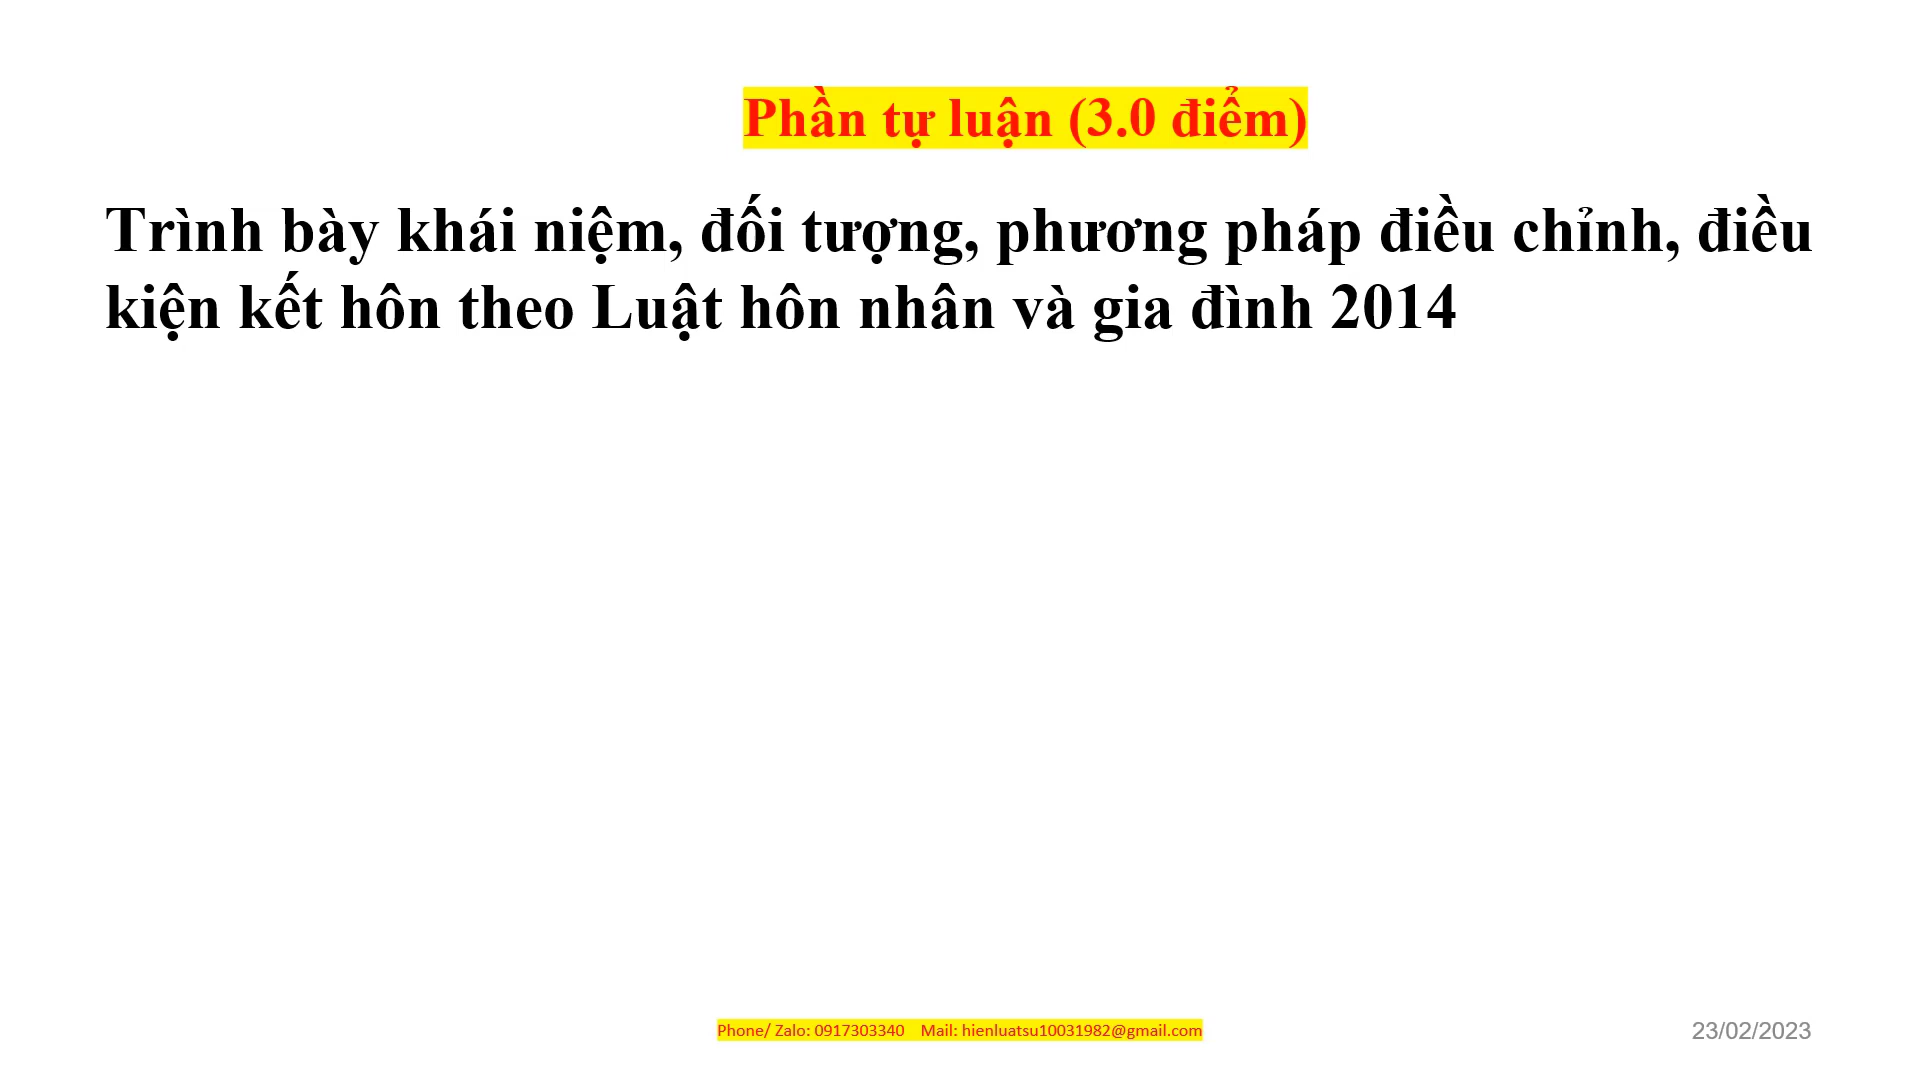 Phần tự luận (3.0 điểm)
Trình bày khái niệm, đối tượng, phương pháp điều chỉnh, điều
kiện kết hôn theo Luật hôn nhân và gia đình 2014
Phone/ Zalo: 0917303340 Mail: hienluatsu10031982@gmail.com
23/02/2023